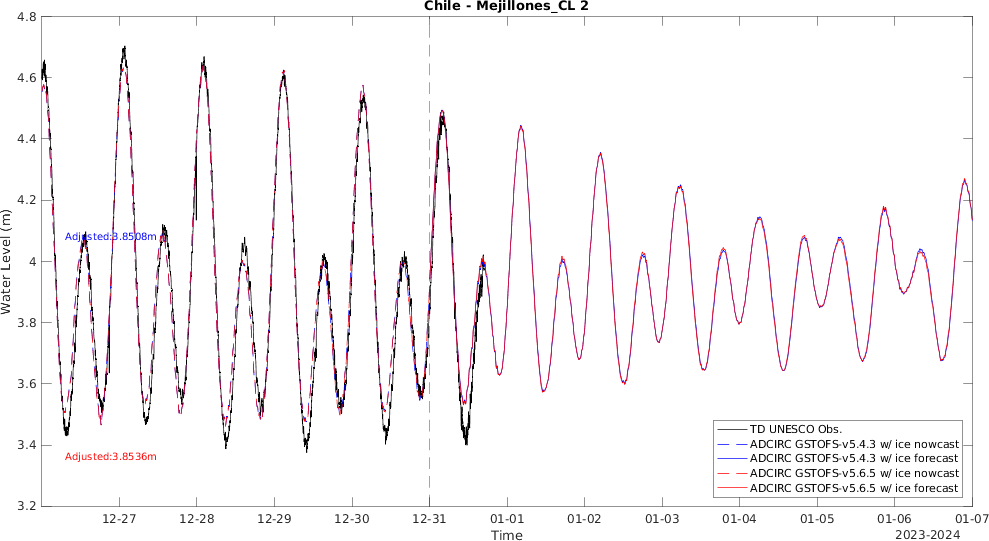 Chile - Mejillones_CL 2
Water Level (m)
4.8
4.6
4.4
4.2
4
3.8
3.6
3.4
3.2
Adjusted:3.8508m
Adjusted:3.8536m
TD UNESCO Obs.
ADCIRC GSTOFS-v5.4.3 w/ ice nowcast
ADCIRC GSTOFS-v5.4.3 w/ ice forecast
ADCIRC GSTOFS-v5.6.5 w/ ice nowcast
ADCIRC GSTOFS-v5.6.5 w/ ice forecast
12-27 12-28 12-29 12-30 12-31 01-01 01-02 01-03 01-04 01-05 01-06 01-07
Time
2023-2024